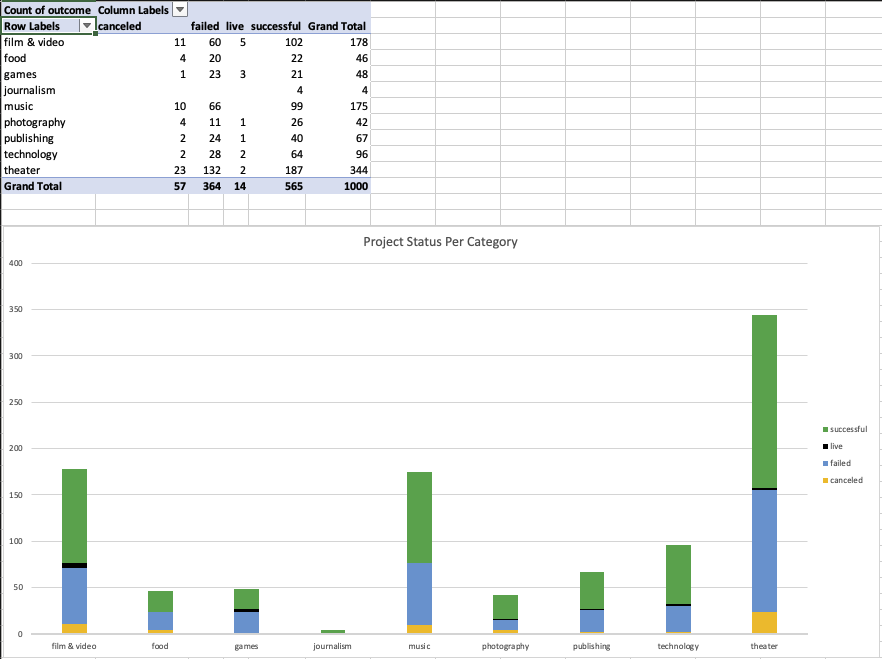 Count of outcome Column Labels
Row Labels canceled failed live successful Grand Total
film & video 11 60 5 102 178
food 4 20 22 46
games 1 23 3 21 48
journalism 4 4
music 10 66 99 175
photography 4 11 1 26 42
publishing 2 24 1 40 67
technology 2 28 2 64 96
theater 23 132 2 187 344
Grand Total 57 364 14 565 1000
Project Status Per Category
400
350
300
250
200
150
100
50
0
film & video food games journalism music photography publishing technology theater
successful
live
failed
canceled